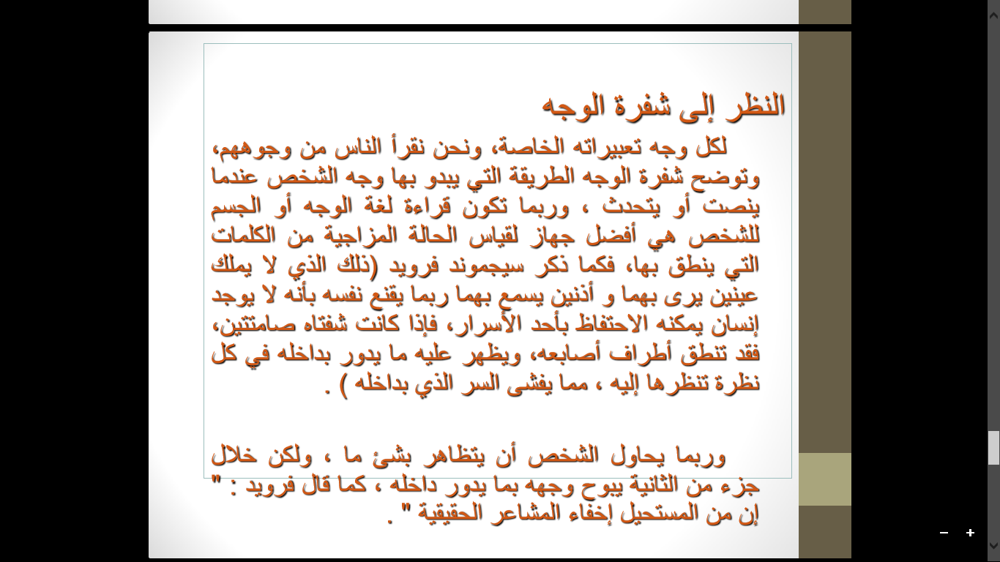 النظر إلى شفرة الوجه
لكل وجه تعبيراته الخاصة، ونحن نقرأ الناس من وجوههم،
وتوضح شفرة الوجه الطريقة التي يبدو بها وجه الشخص عندما
ينصت أو يتحدث ، وربما تكون قراءة لغة الوجه أو الجسم
للشخص هي أفضل جهاز لقياس الحالة المزاجية من الكلمات
التي ينطق بها، فكما ذكر سيجموند فرويد (ذلك الذي لا يملك
عينين يرى بهما و أذنين يسمع بهما ربما يقنع نفسه بأنه لا يوجد
إنسان يمكنه الاحتفاظ بأحد الأسرار، فإذا كانت شفتاه صامتتين،
فقد تنطق أطراف أصابعه، ويظهر عليه ما يدور بداخله في كل
نظرة تنظرها إليه ، مما يفشى السر الذي بداخله ) .
وربما يحاول الشخص أن يتظاهر بشئ ما ، ولكن خلال
جزء من الثانية يبوح وجهه بما يدور داخله ، كما قال فرويد : "
إن من المستحيل إخفاء المشاعر الحقيقية " .